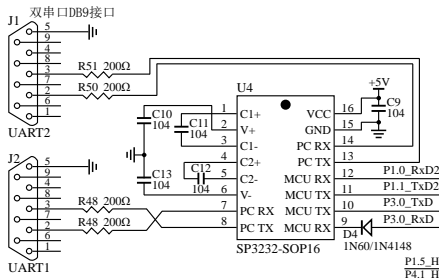 双串口DB9接口
J1
5
9
4
8
3
7
2
6
1
UART2
R51 200Ω
R50 200Ω
J2
5
9
4
8
3
7
2
6
1
UART1
R48 200Ω
R48 200Ω
C10
104
C11
104
C12
104
C13
104
U4
1 C1+
2 V+
3 C1-
4 C2+
5 C2-
6 V-
7 PC RX
8 PC TX
VCC 16
GND 15
PC RX 14
PC TX 13
MCU RX 12
MCU TX 11
MCU TX 10
MCU RX 9
SP3232-SOP16
+5V
C9
104
P1.0_RxD2
P1.1_TxD2
P3.0_TxD
P3.0_RxD
D4
1N60/1N4148
P1.5_H
P4.1_H